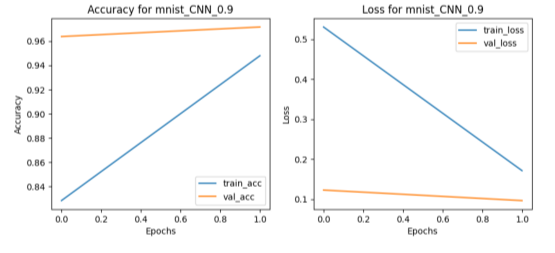 Accuracy for mnist_CNN_0.9
0.96
0.94
0.92
0.90
0.88
0.86
0.84
Accuracy
train_acc
val_acc
0.0 0.2 0.4 0.6 0.8 1.0
Epochs
Loss for mnist_CNN_0.9
0.5
0.4
0.3
0.2
0.1
Loss
train_loss
val_loss
0.0 0.2 0.4 0.6 0.8 1.0
Epochs